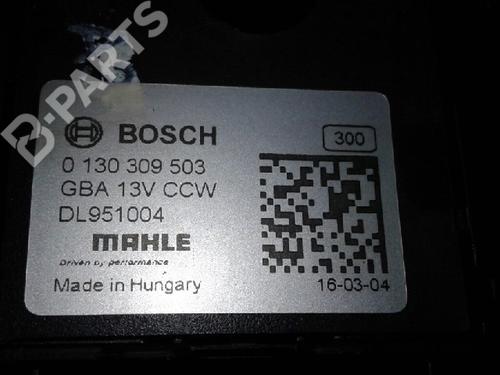 B-PARTS
BOSCH
300
0 130 309 503
GBA 13V CCW
DL951004
MAHLE
Driven by performance
Made in Hungary
16-03-04